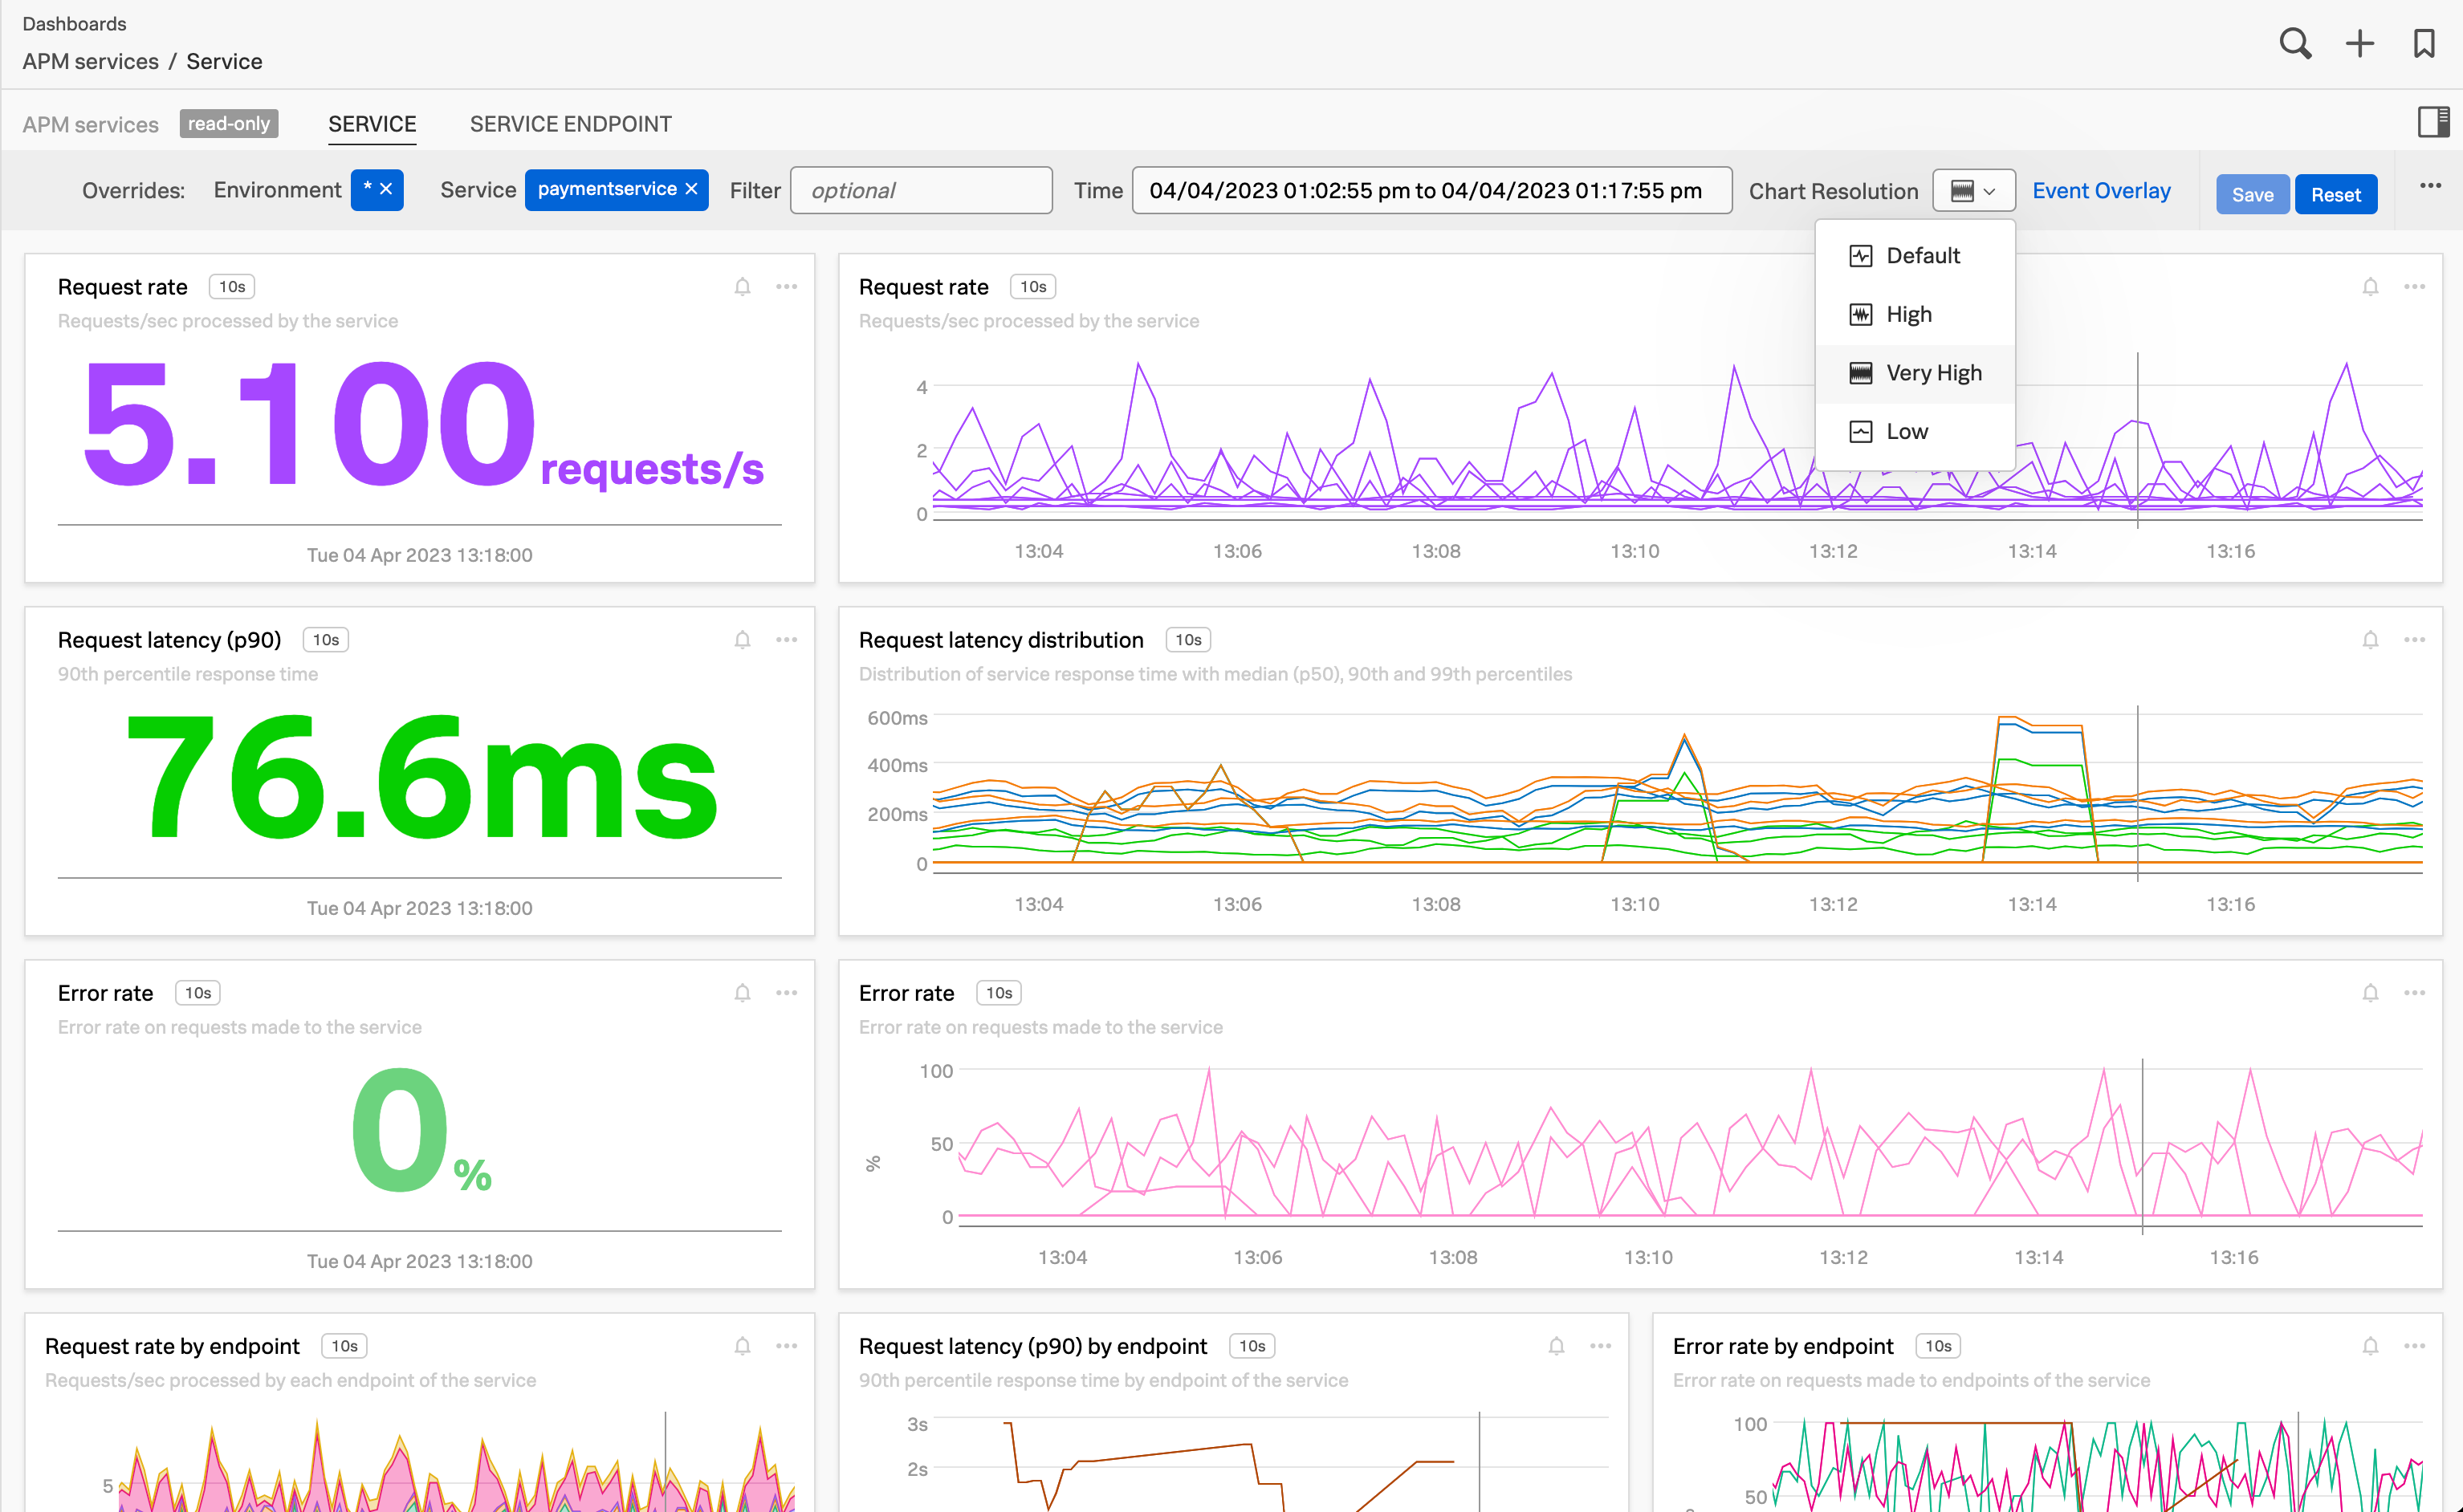 Dashboards
APM services / Service
APM services read-only SERVICE SERVICE ENDPOINT
Overrides: Environment * × Service paymentservice × Filter optional Time 04/04/2023 01:02:55 pm to 04/04/2023 01:17:55 pm Chart Resolution Event Overlay Save Reset
Default
High
Very High
Low
Request rate 10s
Requests/sec processed by the service
5.100requests/s
Tue 04 Apr 2023 13:18:00
Request rate 10s
Requests/sec processed by the service
4
2
0
13:04 13:06 13:08 13:10 13:12 13:14 13:16
Request latency (p90) 10s
90th percentile response time
76.6ms
Tue 04 Apr 2023 13:18:00
Request latency distribution 10s
Distribution of service response time with median (p50), 90th and 99th percentiles
600ms
400ms
200ms
0
13:04 13:06 13:08 13:10 13:12 13:14 13:16
Error rate 10s
Error rate on requests made to the service
0%
Tue 04 Apr 2023 13:18:00
Error rate 10s
Error rate on requests made to the service
100
50
%
0
13:04 13:06 13:08 13:10 13:12 13:14 13:16
Request rate by endpoint 10s
Requests/sec processed by each endpoint of the service
5
Request latency (p90) by endpoint 10s
90th percentile response time by endpoint of the service
3s
2s
Error rate by endpoint 10s
Error rate on requests made to endpoints of the service
100
50